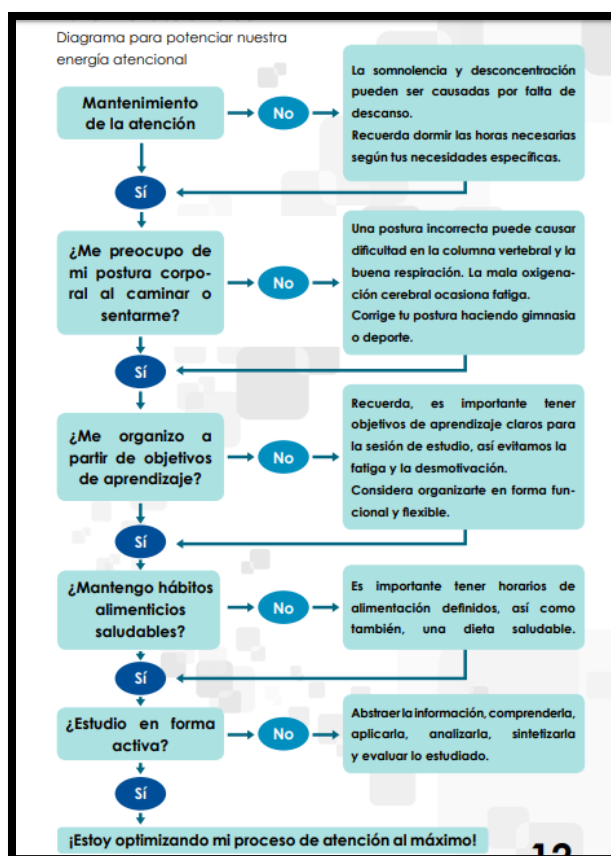 Diagrama para potenciar nuestra
energía atencional
Mantenimiento
de la atención
No
La somnolencia y desconcentración
pueden ser causadas por falta de
descanso.
Recuerda dormir las horas necesarias
según tus necesidades específicas.
Sí
¿Me preocupo de
mi postura corpo-
ral al caminar o
sentarme?
No
Una postura incorrecta puede causar
dificultad en la columna vertebral y la
buena respiración. La mala oxigena-
ción cerebral ocasiona fatiga.
Corrige tu postura haciendo gimnasia
o deporte.
Sí
¿Me organizo a
partir de objetivos
de aprendizaje?
No
Recuerda, es importante tener
objetivos de aprendizaje claros para
la sesión de estudio, así evitamos la
fatiga y la desmotivación.
Considera organizarte en forma fun-
cional y flexible.
Sí
¿Mantengo hábitos
alimenticios
saludables?
No
Es importante tener horarios de
alimentación definidos, así como
también, una dieta saludable.
Sí
¿Estudio en forma
activa?
No
Abstraer la información, comprenderla,
aplicarla, analizarla, sintetizarla
y evaluar lo estudiado.
Sí
¡Estoy optimizando mi proceso de atención al máximo!
12